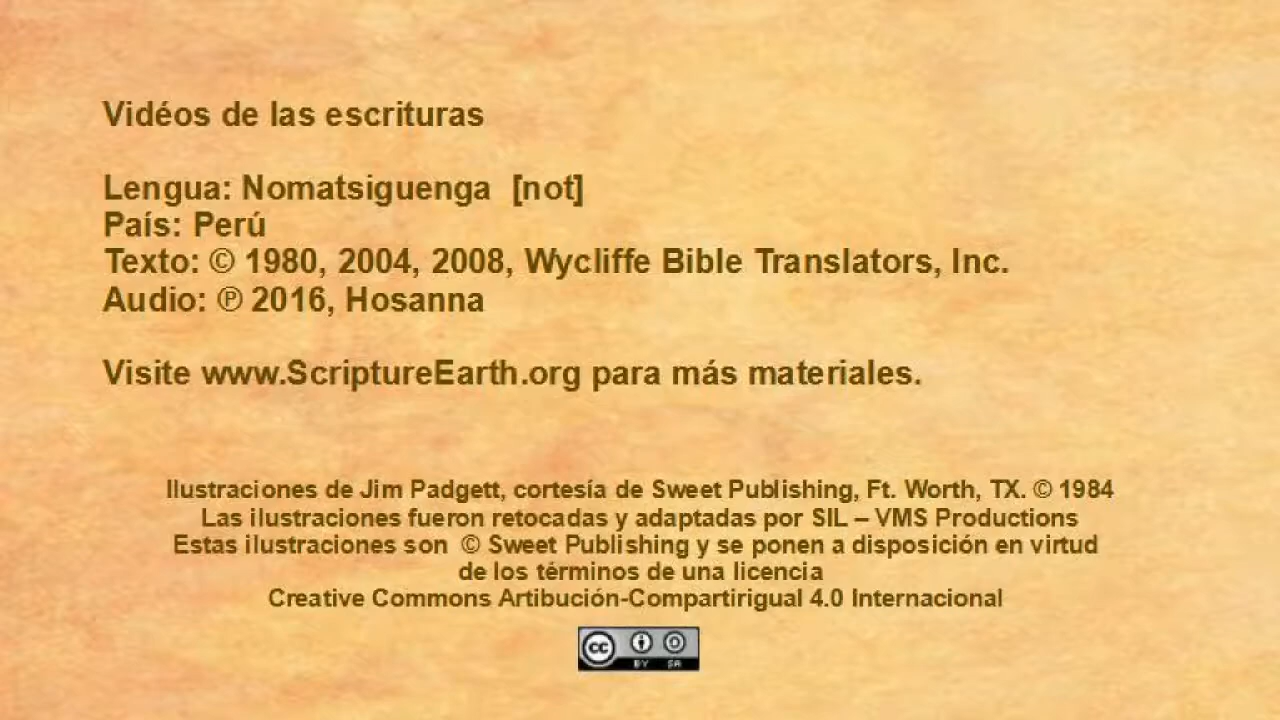 Vidéos de las escrituras
Lengua: Nomatsiguenga [not]
País: Perú
Texto: © 1980, 2004, 2008, Wycliffe Bible Translators, Inc.
Audio: ℗ 2016, Hosanna
Visite www.ScriptureEarth.org para más materiales.
Ilustraciones de Jim Padgett, cortesía de Sweet Publishing, Ft. Worth, TX. © 1984
Las ilustraciones fueron retocadas y adaptadas por SIL – VMS Productions
Estas ilustraciones son © Sweet Publishing y se ponen a disposición en virtud
de los términos de una licencia
Creative Commons Artibución-Compartirigual 4.0 Internacional
cc BY SA